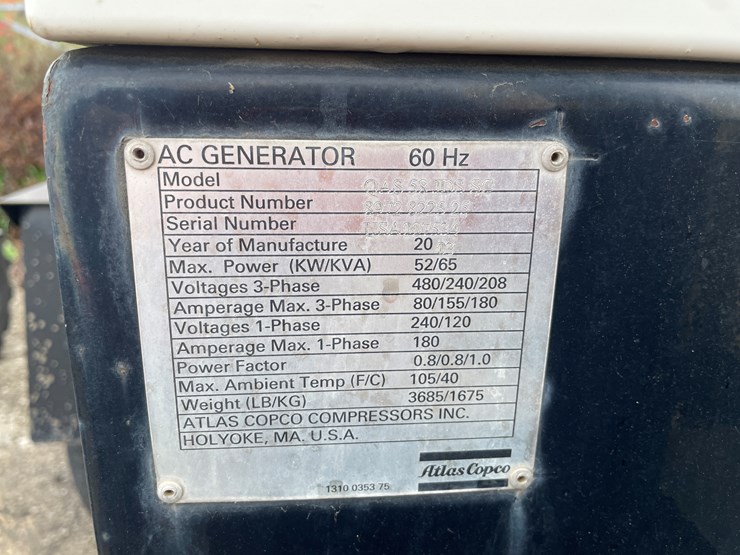 AC GENERATOR 60 Hz
Model
Product Number
Serial Number
Year of Manufacture 20
Max. Power (KW/KVA) 52/65
Voltages 3-Phase 480/240/208
Amperage Max. 3-Phase 80/155/180
Voltages 1-Phase 240/120
Amperage Max. 1-Phase 180
Power Factor 0.8/0.8/1.0
Max. Ambient Temp (F/C) 105/40
Weight (LB/KG) 3685/1675
ATLAS COPCO COMPRESSORS INC.
HOLYOKE, MA. U.S.A.
Atlas Copco
1310 0353 75